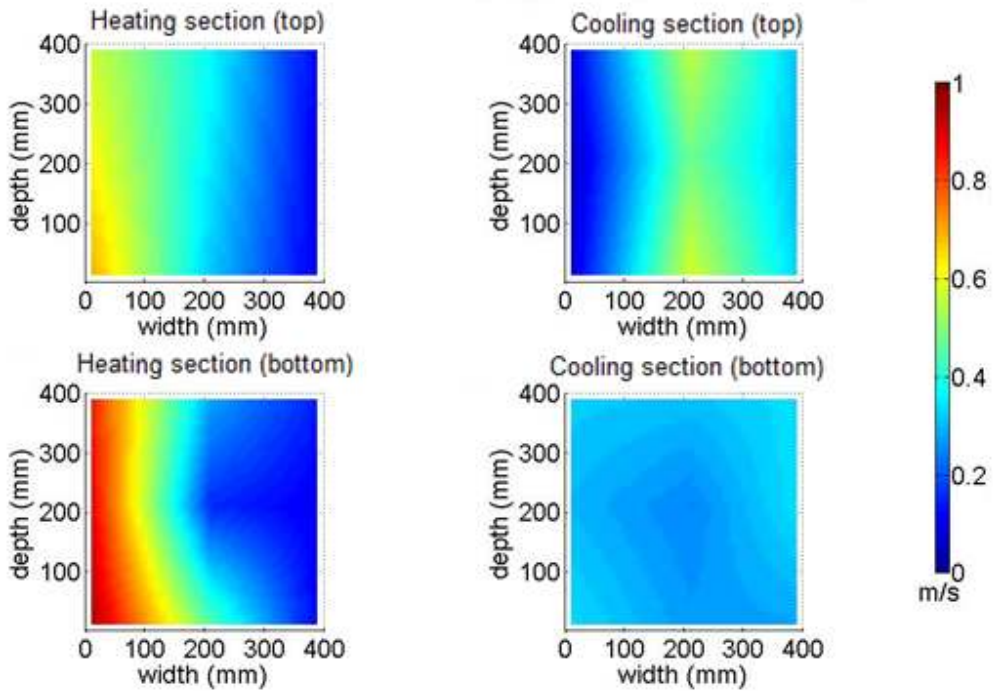 Heating section (top)
400
300
200
100
depth (mm)
0 100 200 300 400
width (mm)
Cooling section (top)
400
300
200
100
depth (mm)
0 100 200 300 400
width (mm)
Heating section (bottom)
400
300
200
100
depth (mm)
0 100 200 300 400
width (mm)
Cooling section (bottom)
400
300
200
100
depth (mm)
0 100 200 300 400
width (mm)
1
0.8
0.6
0.4
0.2
0
m/s